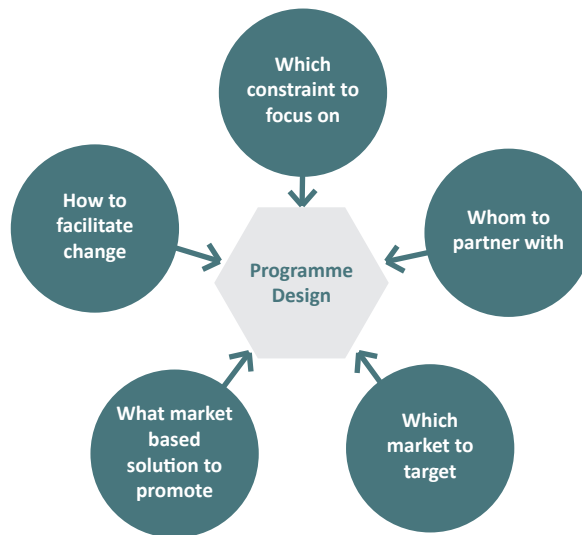 Which
constraint to
focus on
How to
facilitate
change
Whom to
partner with
Programme
Design
What market
based
solution to
promote
Which
market to
target